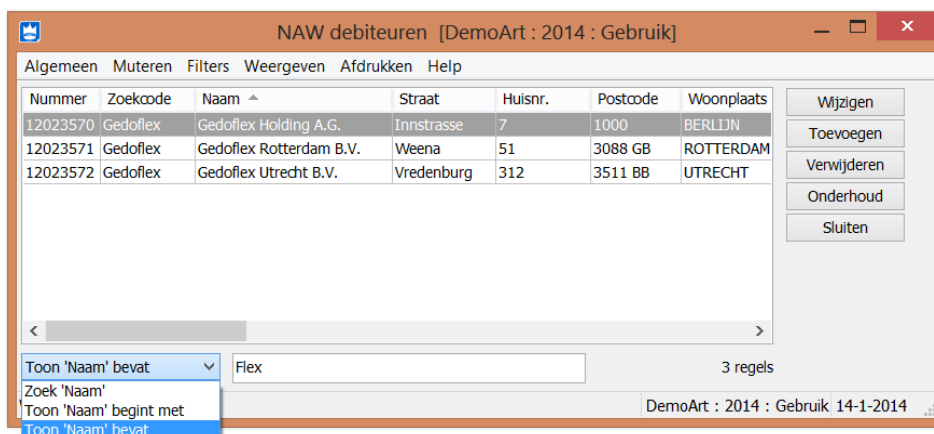 NAW debiteuren [DemoArt : 2014 : Gebruik]
Algemeen Muteren Filters Weergeven Afdrukken Help
Nummer Zoekcode Naam Straat Huisnr. Postcode Woonplaats
12023570 Gedoflex Gedoflex Holding A.G. Innstrasse 7 1000 BERLIJN
12023571 Gedoflex Gedoflex Rotterdam B.V. Weena 51 3088 GB ROTTERDAM
12023572 Gedoflex Gedoflex Utrecht B.V. Vredenburg 312 3511 BB UTRECHT
Wijzigen
Toevoegen
Verwijderen
Onderhoud
Sluiten
Toon 'Naam' bevat Flex 3 regels
Zoek 'Naam'
Toon 'Naam' begint met
Toon 'Naam' bevat
DemoArt : 2014 : Gebruik 14-1-2014